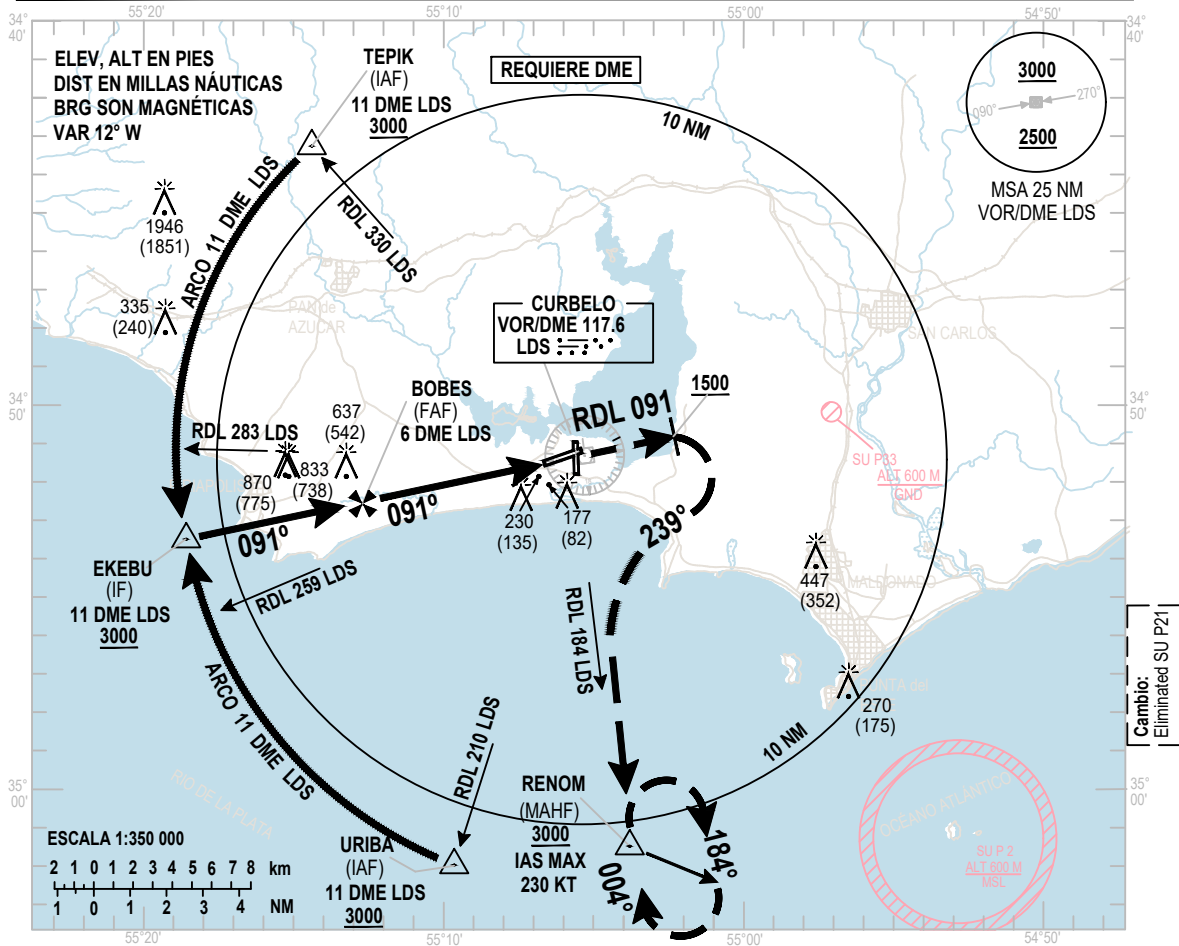 55°20'
55°10'
55°00'
54°50'
34°
40'
34°
40'
ELEV, ALT EN PIES
DIST EN MILLAS NÁUTICAS
BRG SON MAGNÉTICAS
VAR 12° W
TEPIK
(IAF)
11 DME LDS
3000
REQUIERE DME
10 NM
3000
090°
270°
2500
MSA 25 NM
VOR/DME LDS
ARCO 11 DME LDS
RDL 330 LDS
1946
(1851)
335
(240)
PAN de
AZUCAR
CURBELO
VOR/DME 117.6
LDS
SAN CARLOS
BOBES
(FAF)
6 DME LDS
637
(542)
RDL 091
1500
34°
50'
34°
50'
RDL 283 LDS
870
(775)
833
(738)
SU P33
ALT 600 M
GND
091º
091º
230
(135)
177
(82)
239°
447
(352)
MALDONADO
EKEBU
(IF)
11 DME LDS
3000
RDL 259 LDS
RDL 184 LDS
Cambio:
Eliminated SU P21
ARCO 11 DME LDS
RDL 210 LDS
270
(175)
10 NM
RIO DE LA PLATA
OCÉANO ATLÁNTICO
35°
00'
35°
00'
RENOM
(MAHF)
3000
IAS MAX
230 KT
184°
004°
SU P 2
ALT 600 M
MSL
URIBA
(IAF)
11 DME LDS
3000
ESCALA 1:350 000
2 1 0 1 2 3 4 5 6 7 8 km
1 0 1 2 3 4 NM
55°20'
55°10'
55°00'
54°50'